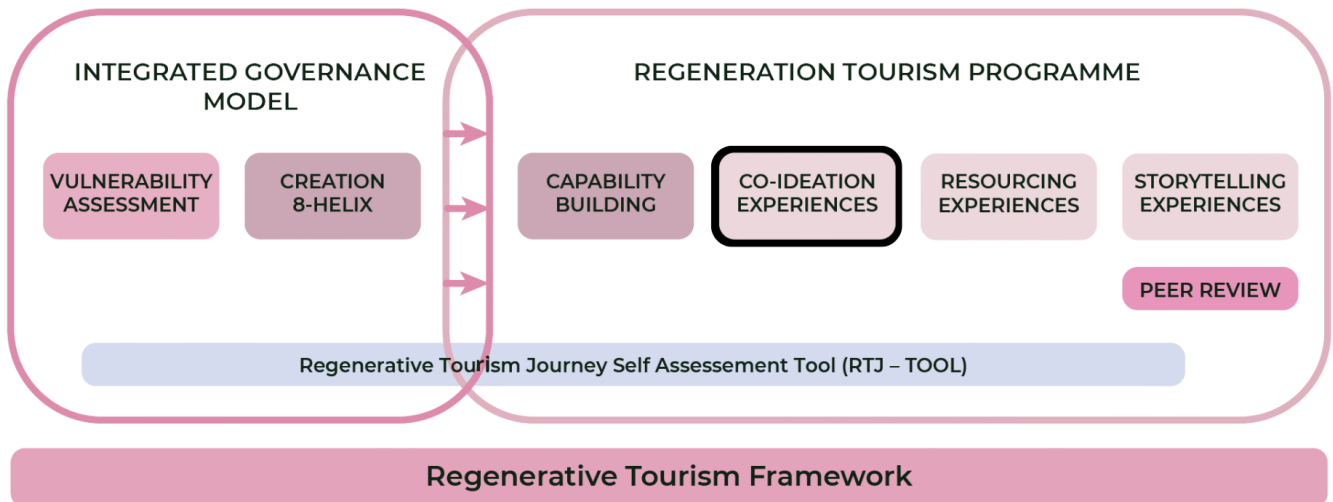 INTEGRATED GOVERNANCE
MODEL
REGENERATION TOURISM PROGRAMME
VULNERABILITY
ASSESSMENT
CREATION
8-HELIX
CAPABILITY
BUILDING
CO-IDEATION
EXPERIENCES
RESOURCING
EXPERIENCES
STORYTELLING
EXPERIENCES
PEER REVIEW
Regenerative Tourism Journey Self Assessement Tool (RTJ – TOOL)
Regenerative Tourism Framework